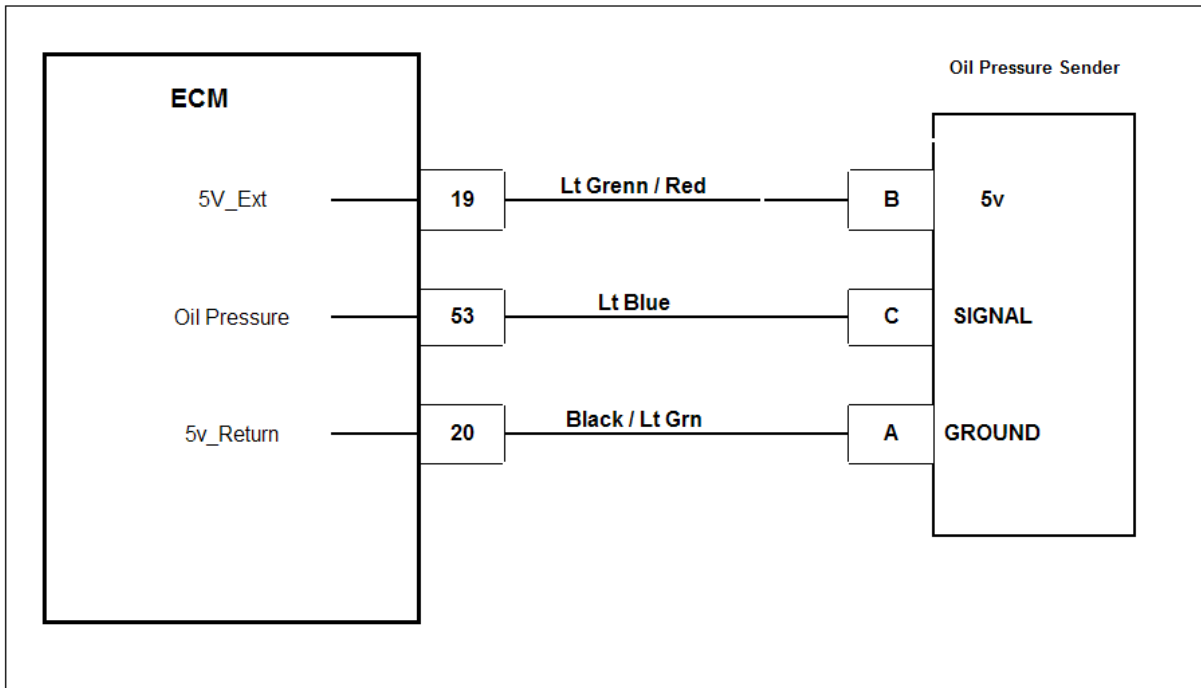 Oil Pressure Sender
ECM
5V_Ext
19
Lt Grenn / Red
B
5v
Oil Pressure
53
Lt Blue
C
SIGNAL
5v_Return
20
Black / Lt Grn
A
GROUND